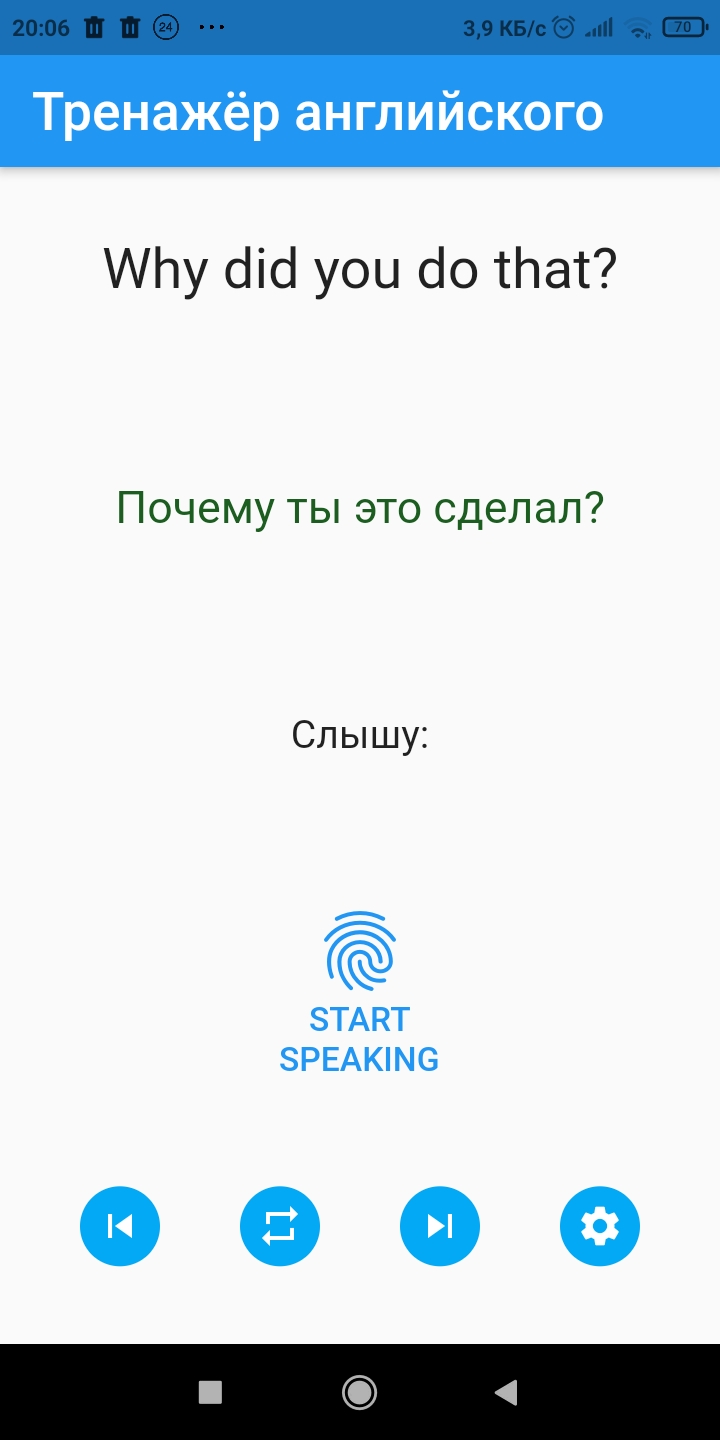 20:06 24 3,9 КБ/с 70
Тренажёр английского
Why did you do that?
Почему ты это сделал?
Слышу:
START
SPEAKING